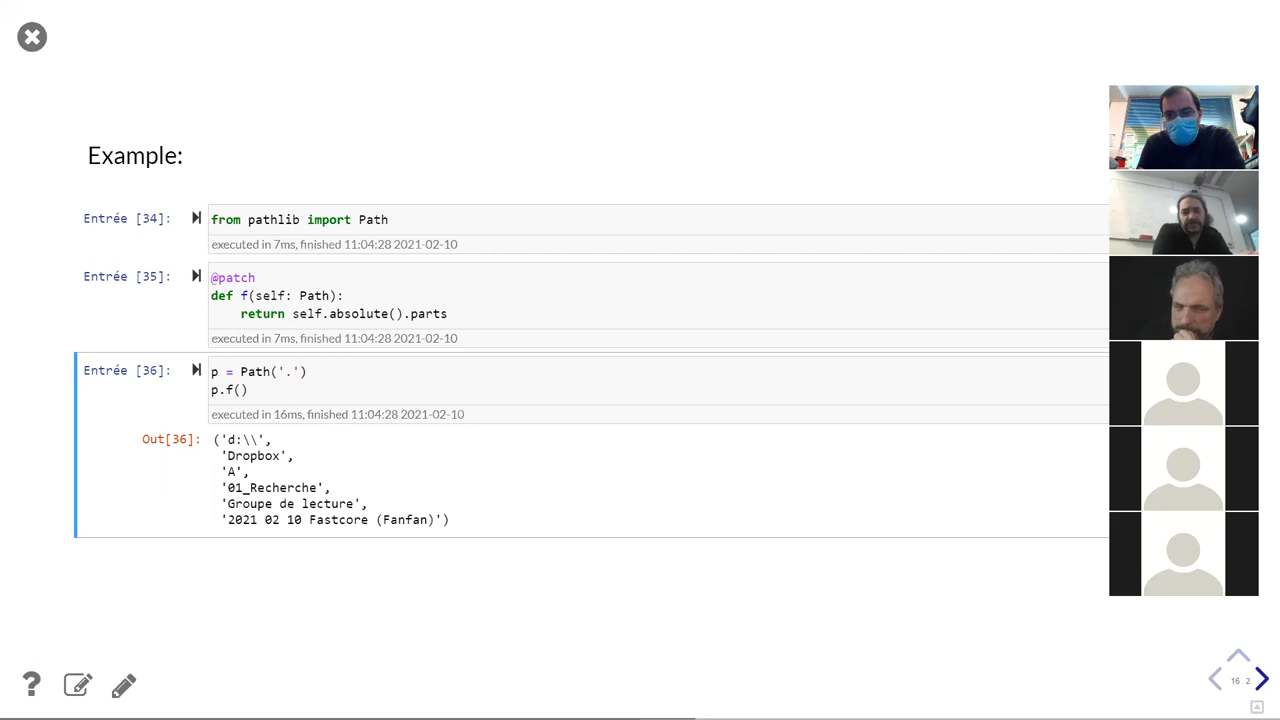 Example:
Entrée [34]:
from pathlib import Path
executed in 7ms, finished 11:04:28 2021-02-10
Entrée [35]:
@patch
def f(self: Path):
    return self.absolute().parts
executed in 7ms, finished 11:04:28 2021-02-10
Entrée [36]:
p = Path('.')
p.f()
executed in 16ms, finished 11:04:28 2021-02-10
Out[36]: ('d:\\',
'Dropbox',
'A',
'01_Recherche',
'Groupe de lecture',
'2021 02 10 Fastcore (Fanfan)')
?
16.2